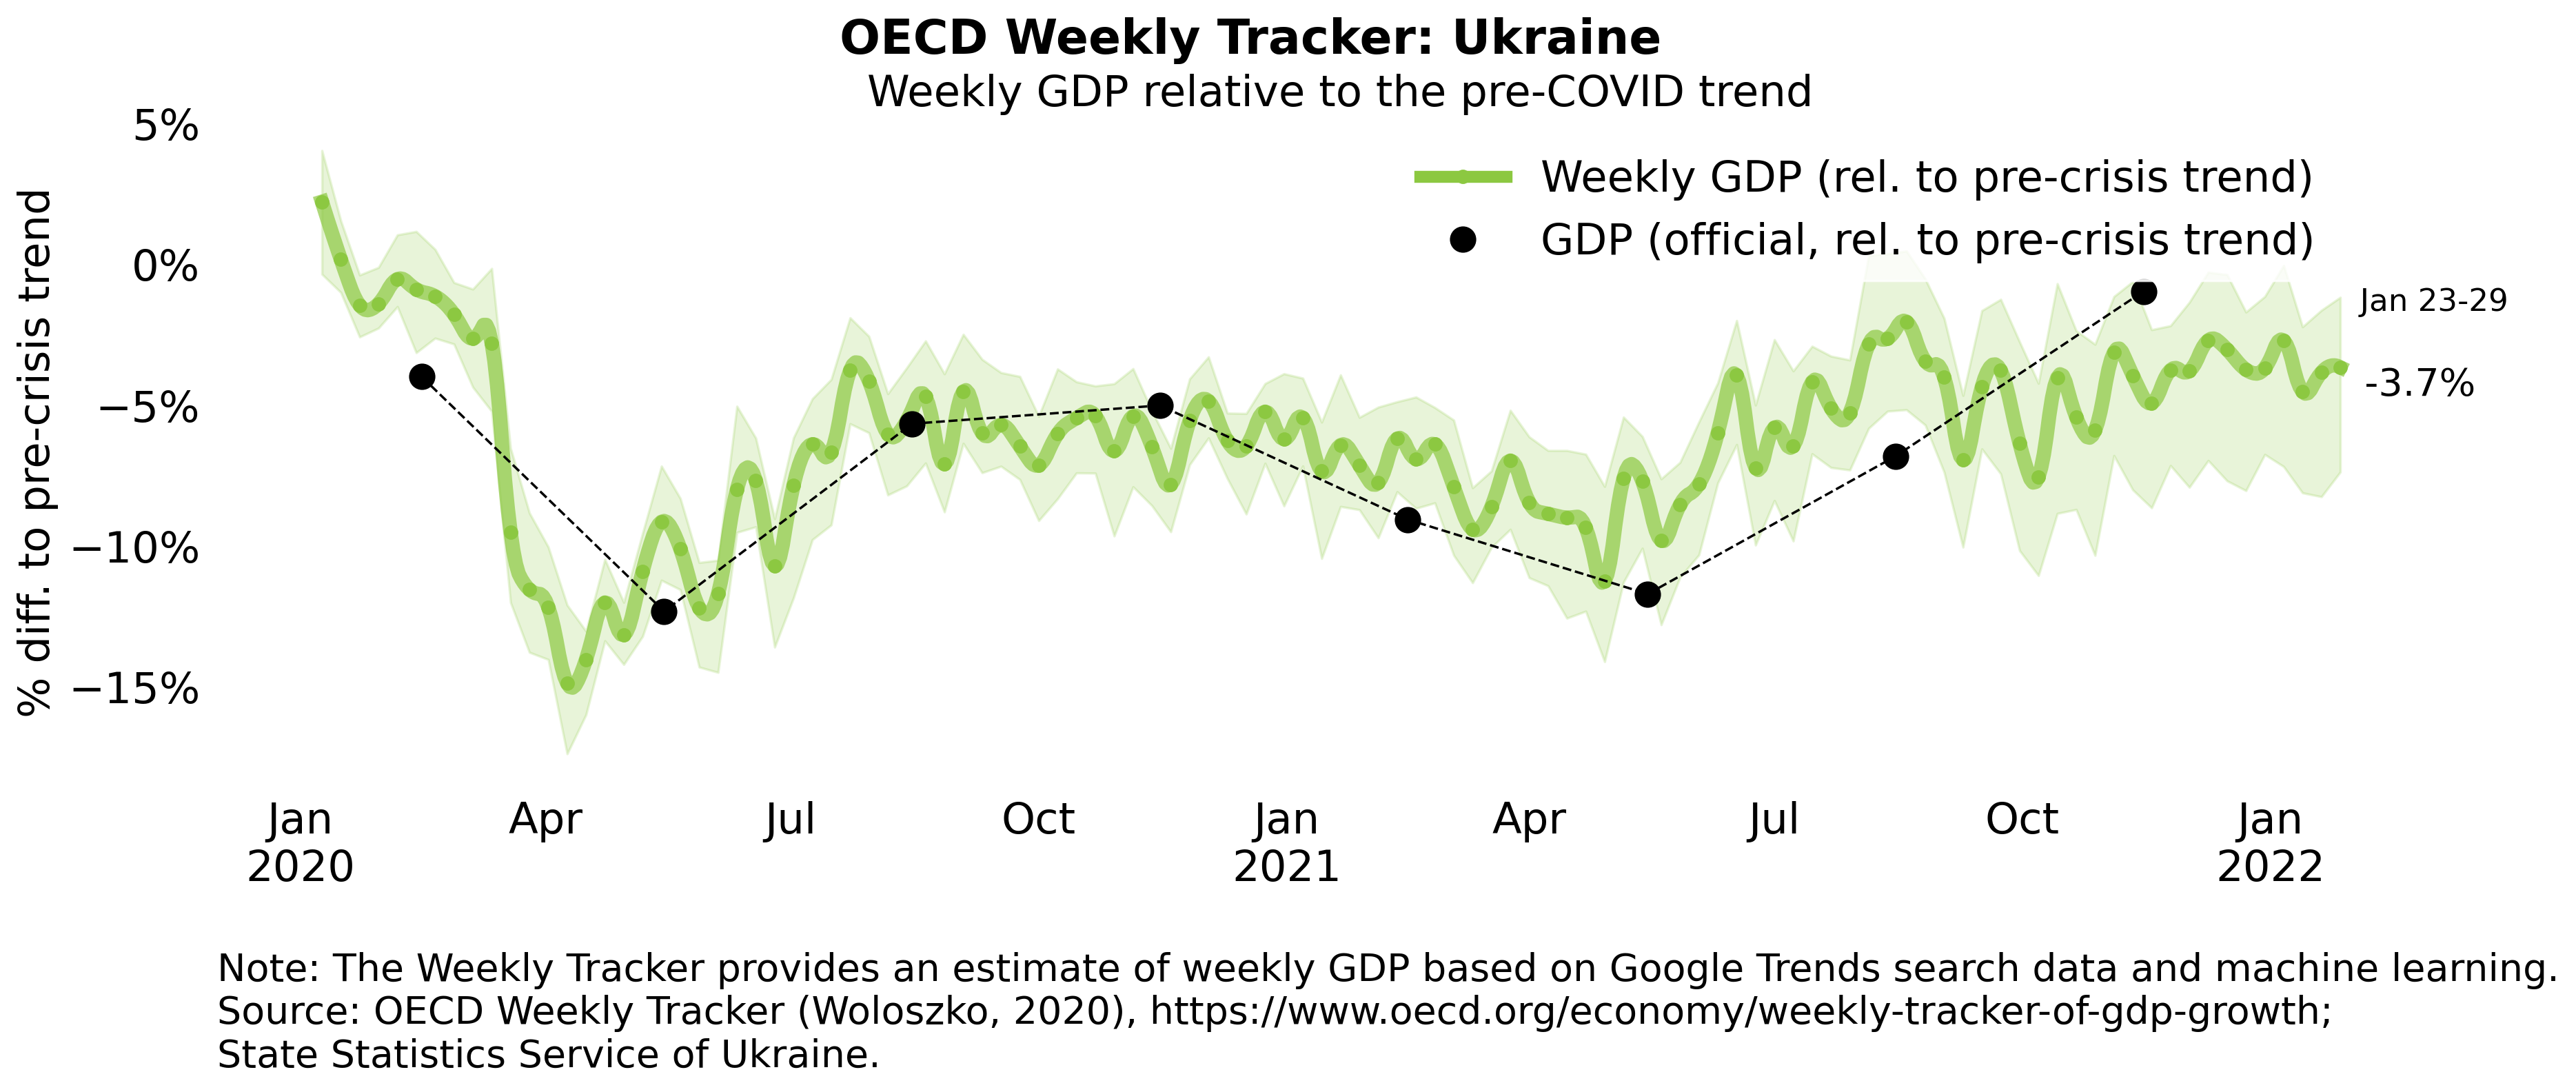 OECD Weekly Tracker: Ukraine
Weekly GDP relative to the pre-COVID trend
% diff. to pre-crisis trend
5%
0%
−5%
−10%
−15%
Weekly GDP (rel. to pre-crisis trend)
GDP (official, rel. to pre-crisis trend)
Jan 23-29
-3.7%
Jan Apr Jul Oct Jan Apr Jul Oct Jan
2020 2021 2022
Note: The Weekly Tracker provides an estimate of weekly GDP based on Google Trends search data and machine learning.
Source: OECD Weekly Tracker (Woloszko, 2020), https://www.oecd.org/economy/weekly-tracker-of-gdp-growth;
State Statistics Service of Ukraine.